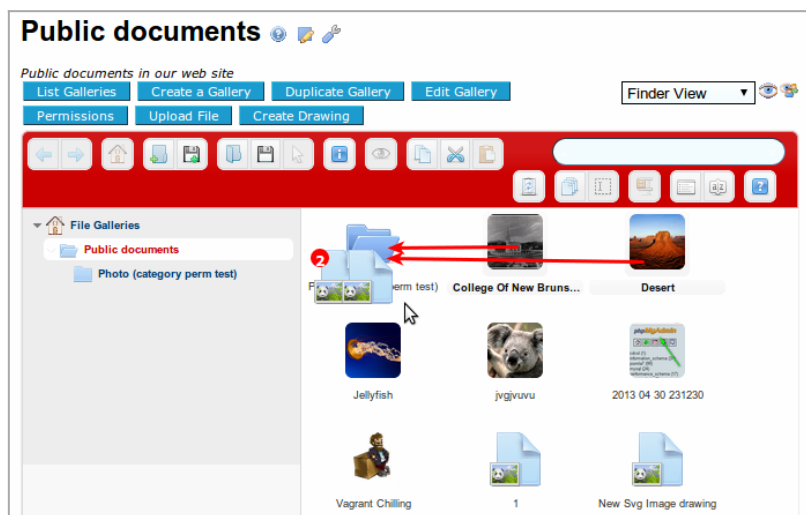 Public documents
Public documents in our web site
List Galleries Create a Gallery Duplicate Gallery Edit Gallery
Finder View
Permissions Upload File Create Drawing
File Galleries
Public documents
Photo (category perm test)
2
perm test) College Of New Bruns... Desert
Jellyfish jvgjvuvu 2013 04 30 231230
Vagrant Chilling 1 New Svg Image drawing